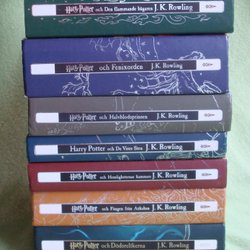 Harry Potter och Den flammande bägaren J. K. Rowling
Harry Potter och Fenixorden J. K. Rowling
Harry Potter och Halvblodsprinsen J. K. Rowling
Harry Potter och De Vises Sten J. K. Rowling
Harry Potter och Hemligheternas kammare J. K. Rowling
Harry Potter och Fången från Azkaban J. K. Rowling
Harry Potter och Dödsrelikerna J. K. Rowling